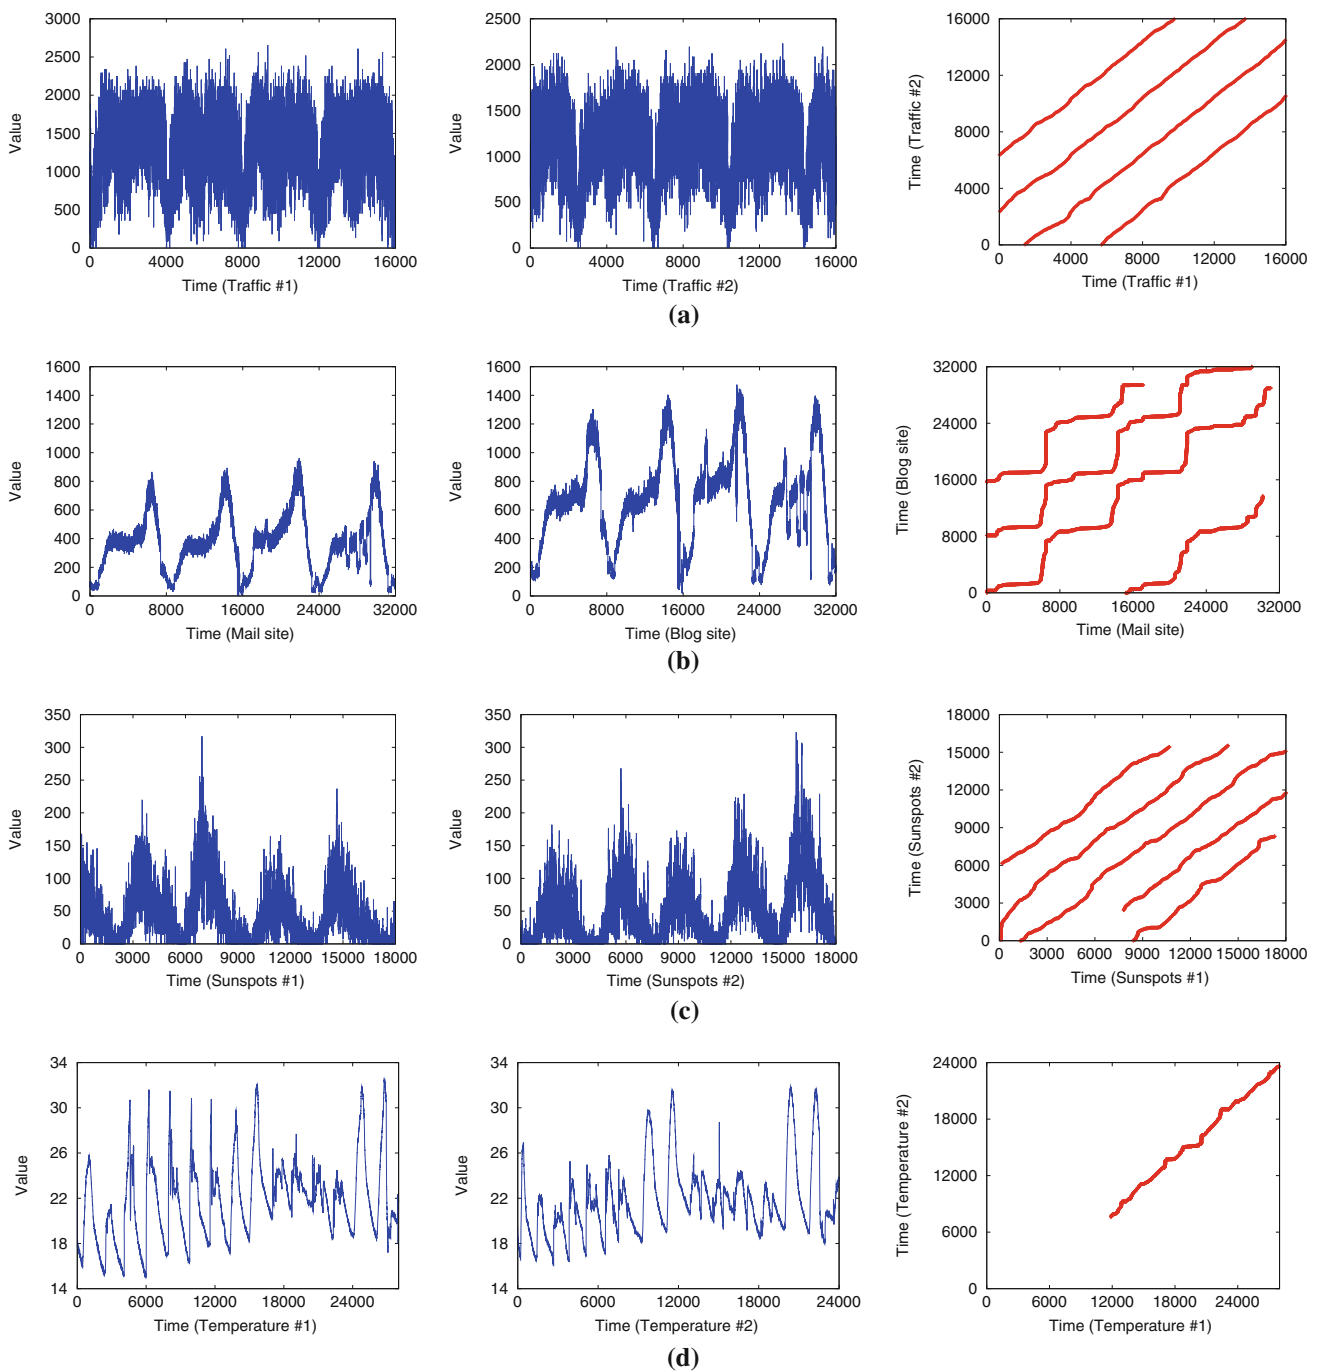 3000
2500
2000
1500
1000
500
0
Value
0 4000 8000 12000 16000
Time (Traffic #1)
2500
2000
1500
1000
500
0
Value
0 4000 8000 12000 16000
Time (Traffic #2)
16000
12000
8000
4000
0
Time (Traffic #2)
0 4000 8000 12000 16000
Time (Traffic #1)
(a)
1600
1400
1200
1000
800
600
400
200
0
Value
0 8000 16000 24000 32000
Time (Mail site)
1600
1400
1200
1000
800
600
400
200
0
Value
0 8000 16000 24000 32000
Time (Blog site)
32000
24000
16000
8000
0
Time (Blog site)
0 8000 16000 24000 32000
Time (Mail site)
(b)
350
300
250
200
150
100
50
0
Value
0 3000 6000 9000 12000 15000 18000
Time (Sunspots #1)
350
300
250
200
150
100
50
0
Value
0 3000 6000 9000 12000 15000 18000
Time (Sunspots #2)
18000
15000
12000
9000
6000
3000
0
Time (Sunspots #2)
0 3000 6000 9000 12000 15000 18000
Time (Sunspots #1)
(c)
34
30
26
22
18
14
Value
0 6000 12000 18000 24000
Time (Temperature #1)
34
30
26
22
18
14
Value
0 6000 12000 18000 24000
Time (Temperature #2)
24000
18000
12000
6000
0
Time (Temperature #2)
0 6000 12000 18000 24000
Time (Temperature #1)
(d)